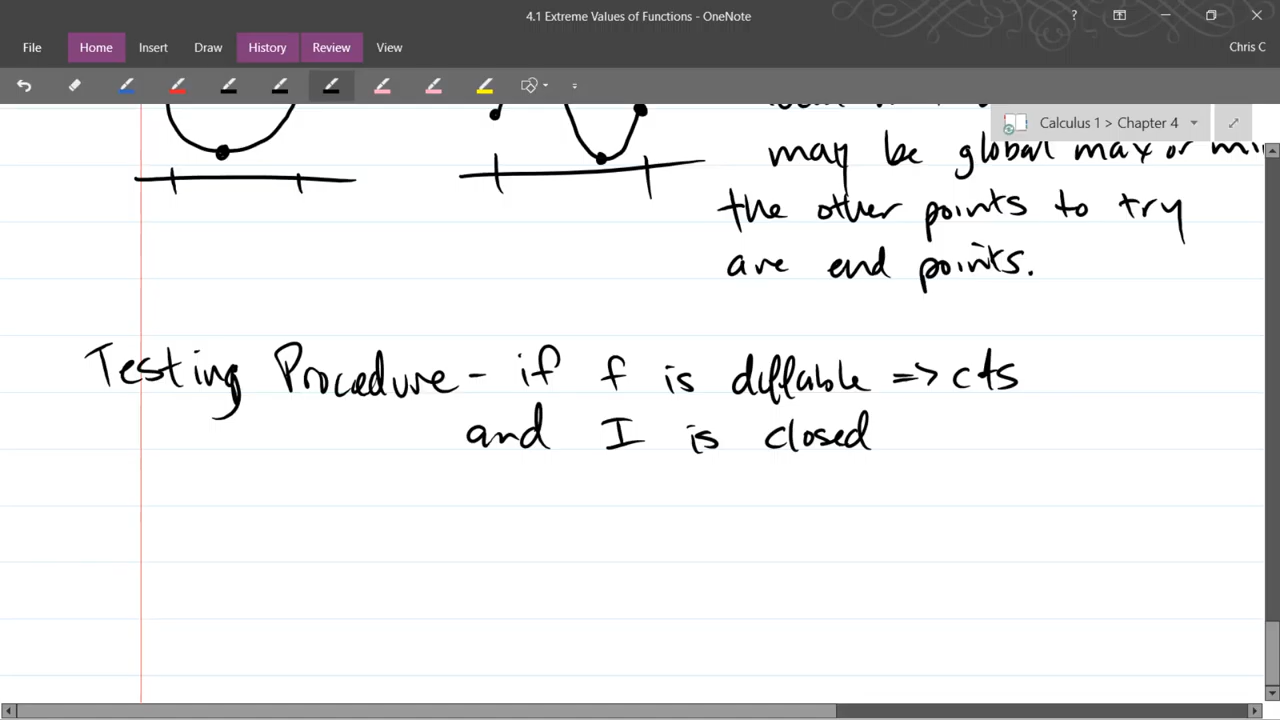 4.1 Extreme Values of Functions - OneNote
?
File Home Insert Draw History Review View
Chris C
Calculus 1 > Chapter 4
may be global max or
the other points to try
are end points.
Testing Procedure - if f is diffable => cts
and I is closed